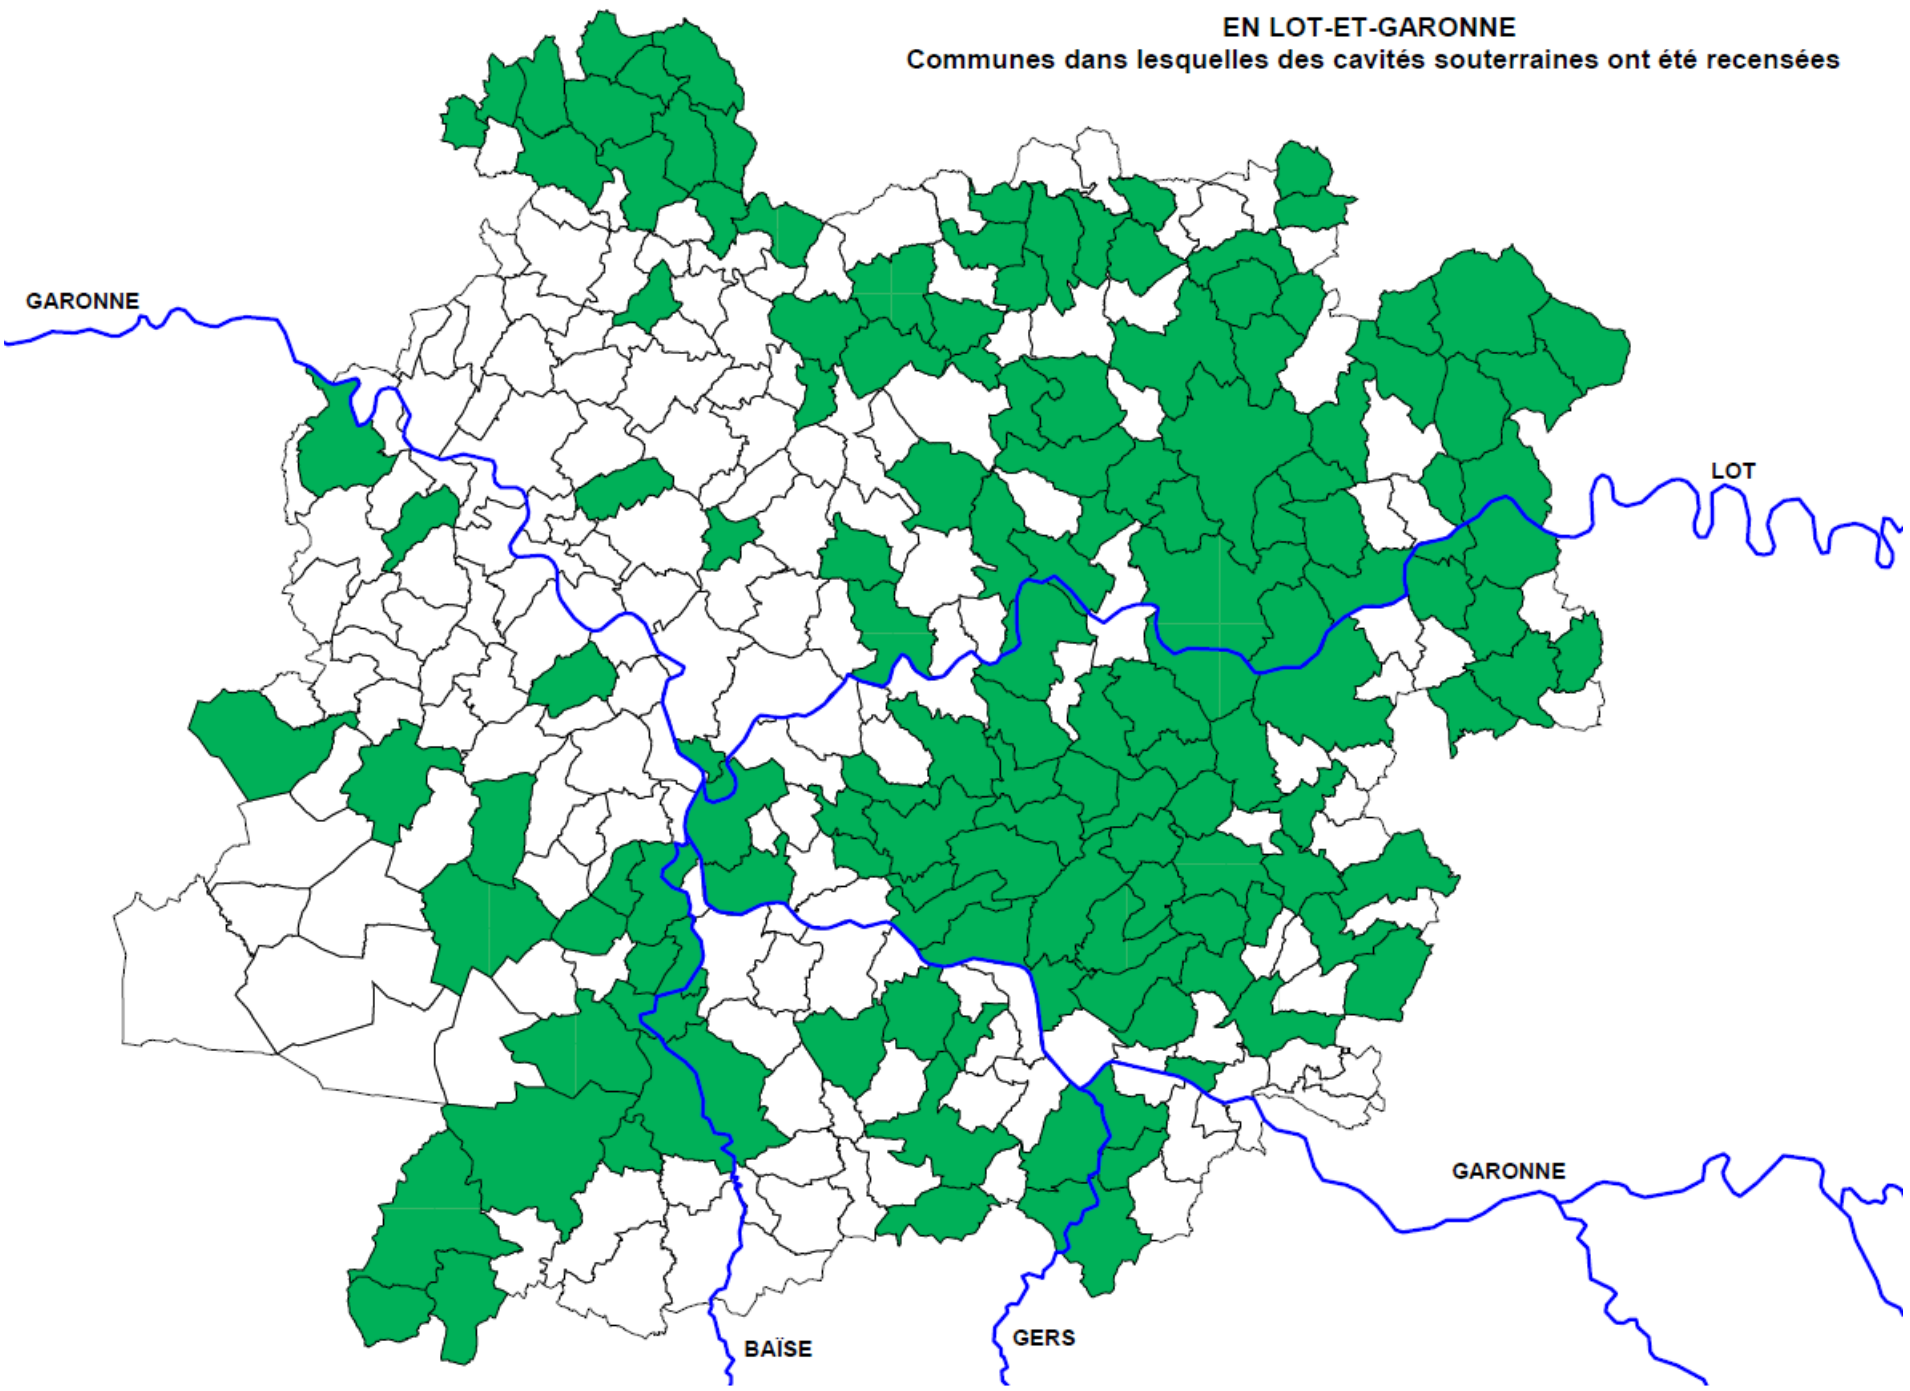 EN LOT-ET-GARONNE
Communes dans lesquelles des cavités souterraines ont été recensées
GARONNE
LOT
GARONNE
GERS
BAÏSE